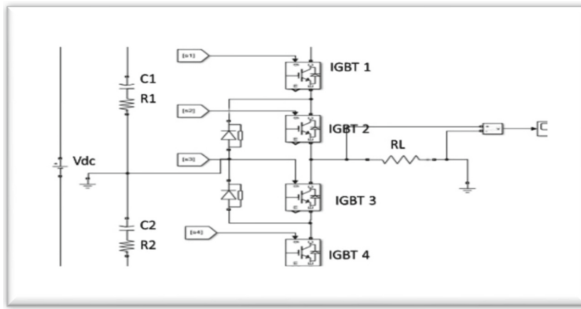 [s1]
IGBT 1
C1
R1
[s2]
IGBT 2
Vdc
[s3]
RL
IGBT 3
C2
R2
[s4]
IGBT 4